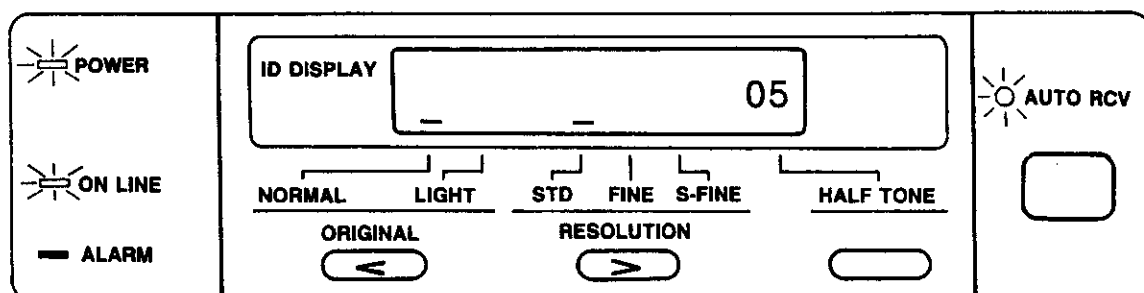 POWER
ID DISPLAY
05
AUTO RCV
ON LINE
NORMAL LIGHT STD FINE S-FINE HALF TONE
ALARM
ORIGINAL RESOLUTION
< >